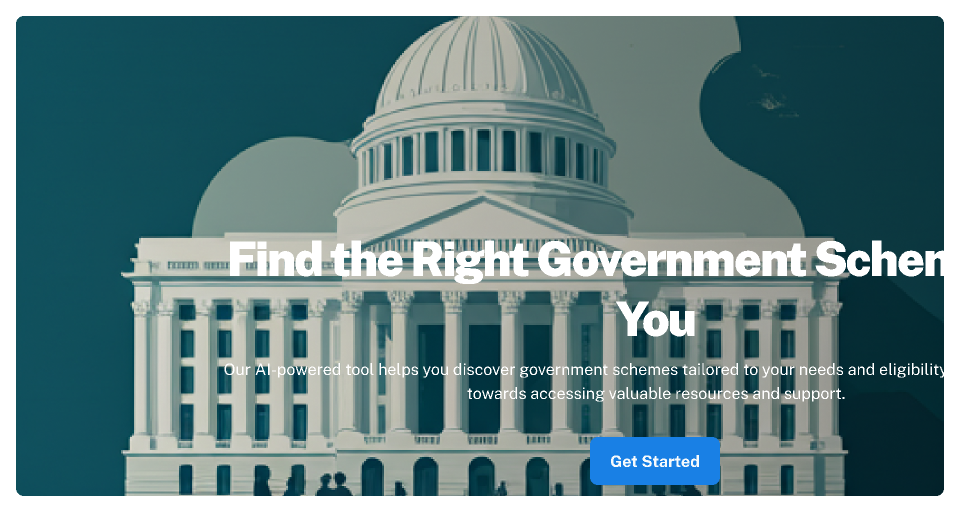 Find the Right Government Schem
You
Our AI-powered tool helps you discover government schemes tailored to your needs and eligibility
towards accessing valuable resources and support.
Get Started